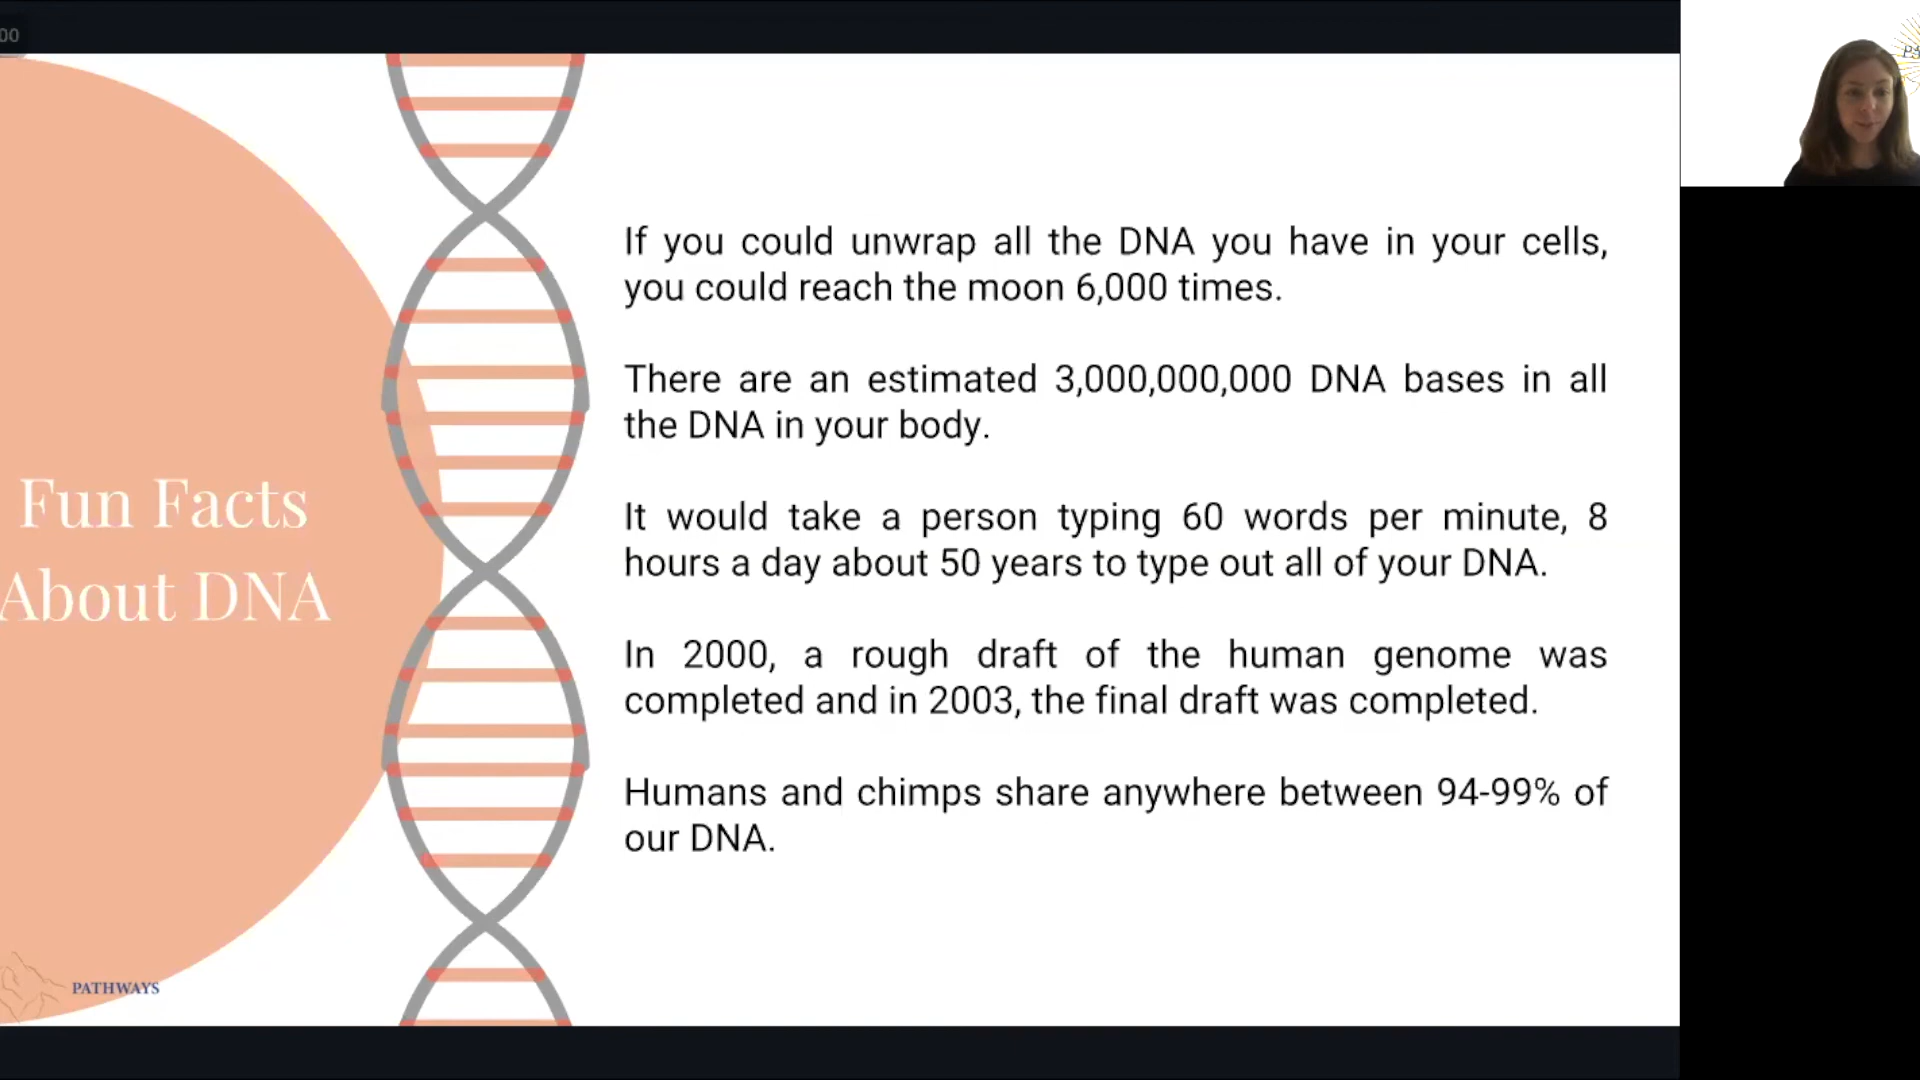 00
Fun Facts
About DNA
If you could unwrap all the DNA you have in your cells,
you could reach the moon 6,000 times.
There are an estimated 3,000,000,000 DNA bases in all
the DNA in your body.
It would take a person typing 60 words per minute, 8
hours a day about 50 years to type out all of your DNA.
In 2000, a rough draft of the human genome was
completed and in 2003, the final draft was completed.
Humans and chimps share anywhere between 94-99% of
our DNA.
PATHWAYS